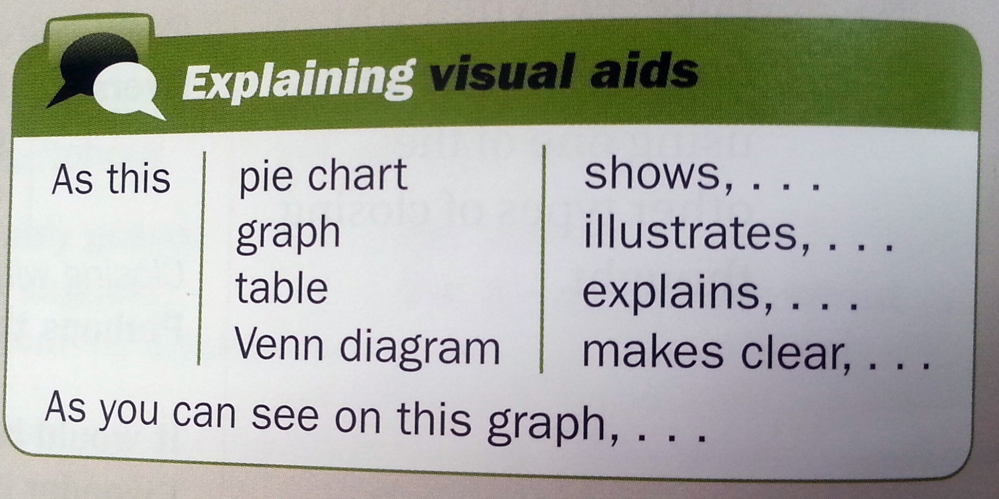 Explaining visual aids
As this pie chart shows, . . .
graph illustrates, . . .
table explains, . . .
Venn diagram makes clear, . . .
As you can see on this graph, . . .